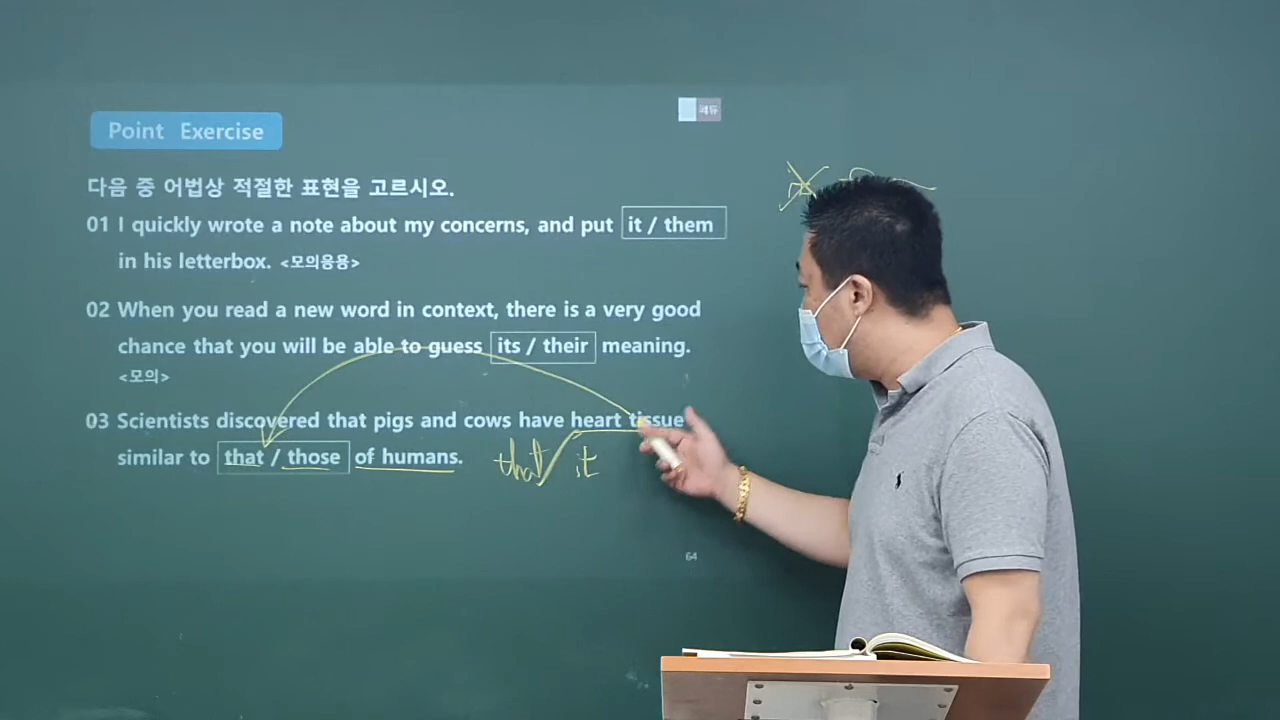 에듀
Point Exercise
다음 중 어법상 적절한 표현을 고르시오.
01 I quickly wrote a note about my concerns, and put it / them
in his letterbox. <모의응용>
02 When you read a new word in context, there is a very good
chance that you will be able to guess its / their meaning.
<모의>
03 Scientists discovered that pigs and cows have heart tissue
similar to that / those of humans.
that it
64